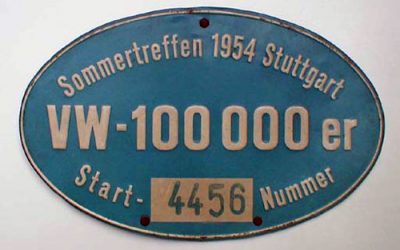 Sommertreffen 1954 Stuttgart
VW-100 000 er
Start- 4456 Nummer